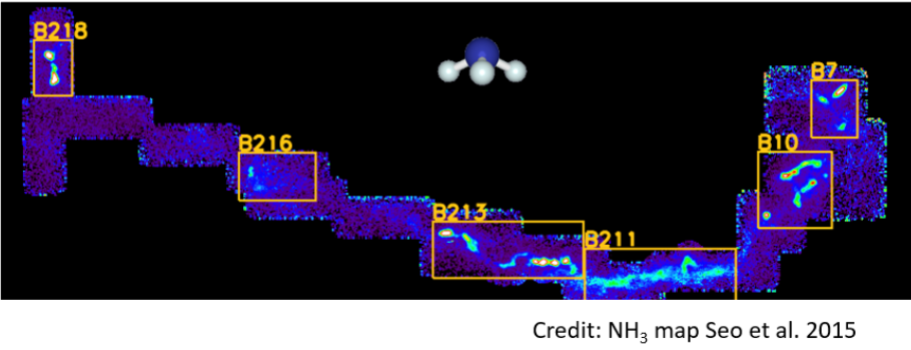 B218
B7
B10
B216
B213
B211
Credit: NH₃ map Seo et al. 2015